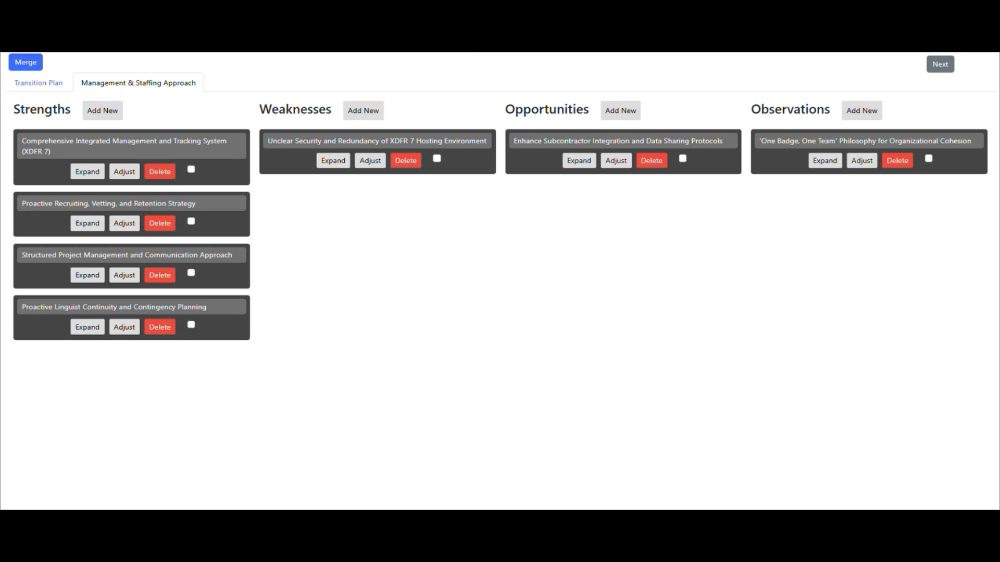 Merge
Next
Transition Plan
Management & Staffing Approach
Strengths
Add New
Comprehensive Integrated Management and Tracking System
(XDFR 7)
Expand
Adjust
Delete
Proactive Recruiting, Vetting, and Retention Strategy
Expand
Adjust
Delete
Structured Project Management and Communication Approach
Expand
Adjust
Delete
Proactive Linguist Continuity and Contingency Planning
Expand
Adjust
Delete
Weaknesses
Add New
Unclear Security and Redundancy of XDFR 7 Hosting Environment
Expand
Adjust
Delete
Opportunities
Add New
Enhance Subcontractor Integration and Data Sharing Protocols
Expand
Adjust
Delete
Observations
Add New
'One Badge, One Team' Philosophy for Organizational Cohesion
Expand
Adjust
Delete